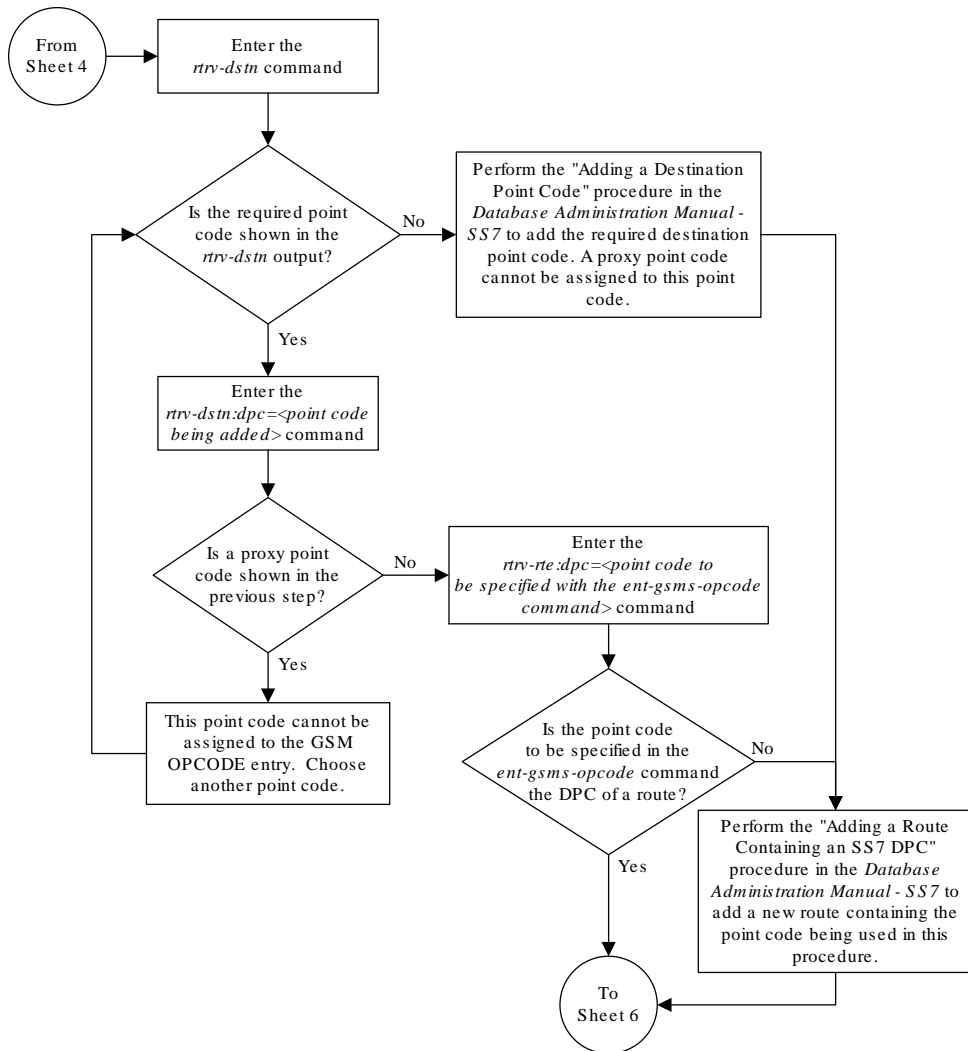 From
Sheet 4
Enter the
rtrv-dstn command
Is the required point
code shown in the
rtrv-dstn output?
No
Perform the "Adding a Destination
Point Code" procedure in the
Database Administration Manual -
SS7 to add the required destination
point code. A proxy point code
cannot be assigned to this point
code.
Yes
Enter the
rtrv-dstn:dpc=<point code
being added> command
Is a proxy point
code shown in the
previous step?
No
Enter the
rtrv-rte:dpc=<point code to
be specified with the ent-gsms-opcode
command> command
Yes
This point code cannot be
assigned to the GSM
OPCODE entry. Choose
another point code.
Is the point code
to be specified in the
ent-gsms-opcode command
the DPC of a route?
No
Yes
Perform the "Adding a Route
Containing an SS7 DPC"
procedure in the Database
Administration Manual - SS7 to
add a new route containing the
point code being used in this
procedure.
To
Sheet 6